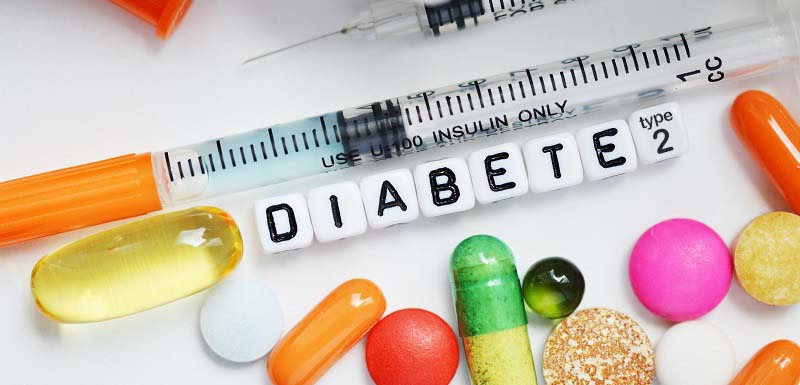 USE U-100 INSULIN ONLY
1
CC
DiABETE type
2